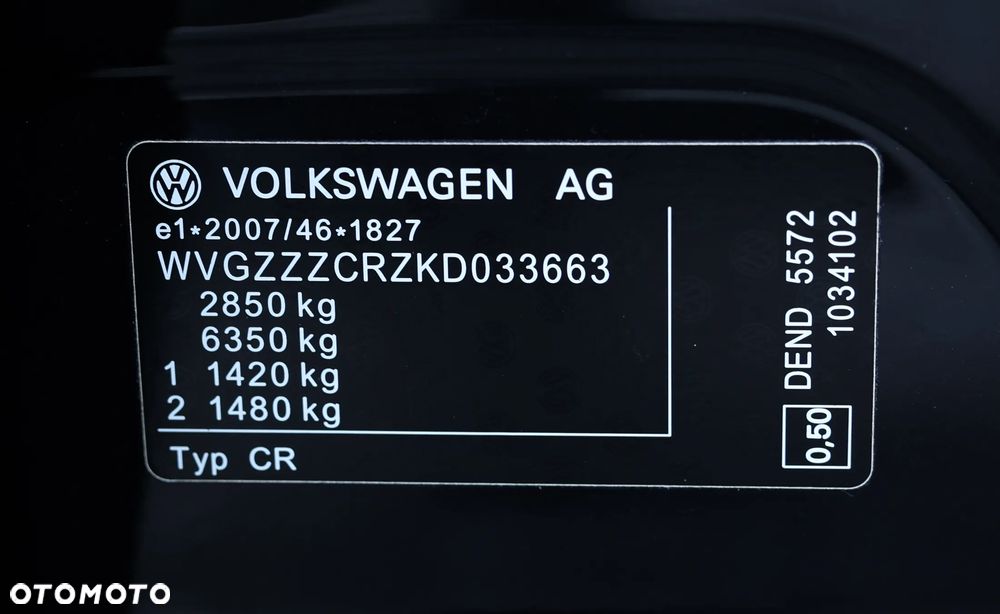 VOLKSWAGEN AG
e1*2007/46*1827
WVGZZZCRZKD033663
2850 kg
6350 kg
1 1420 kg
2 1480 kg
Typ CR
DEND 5572
1034102
0,50
OTOMOTO